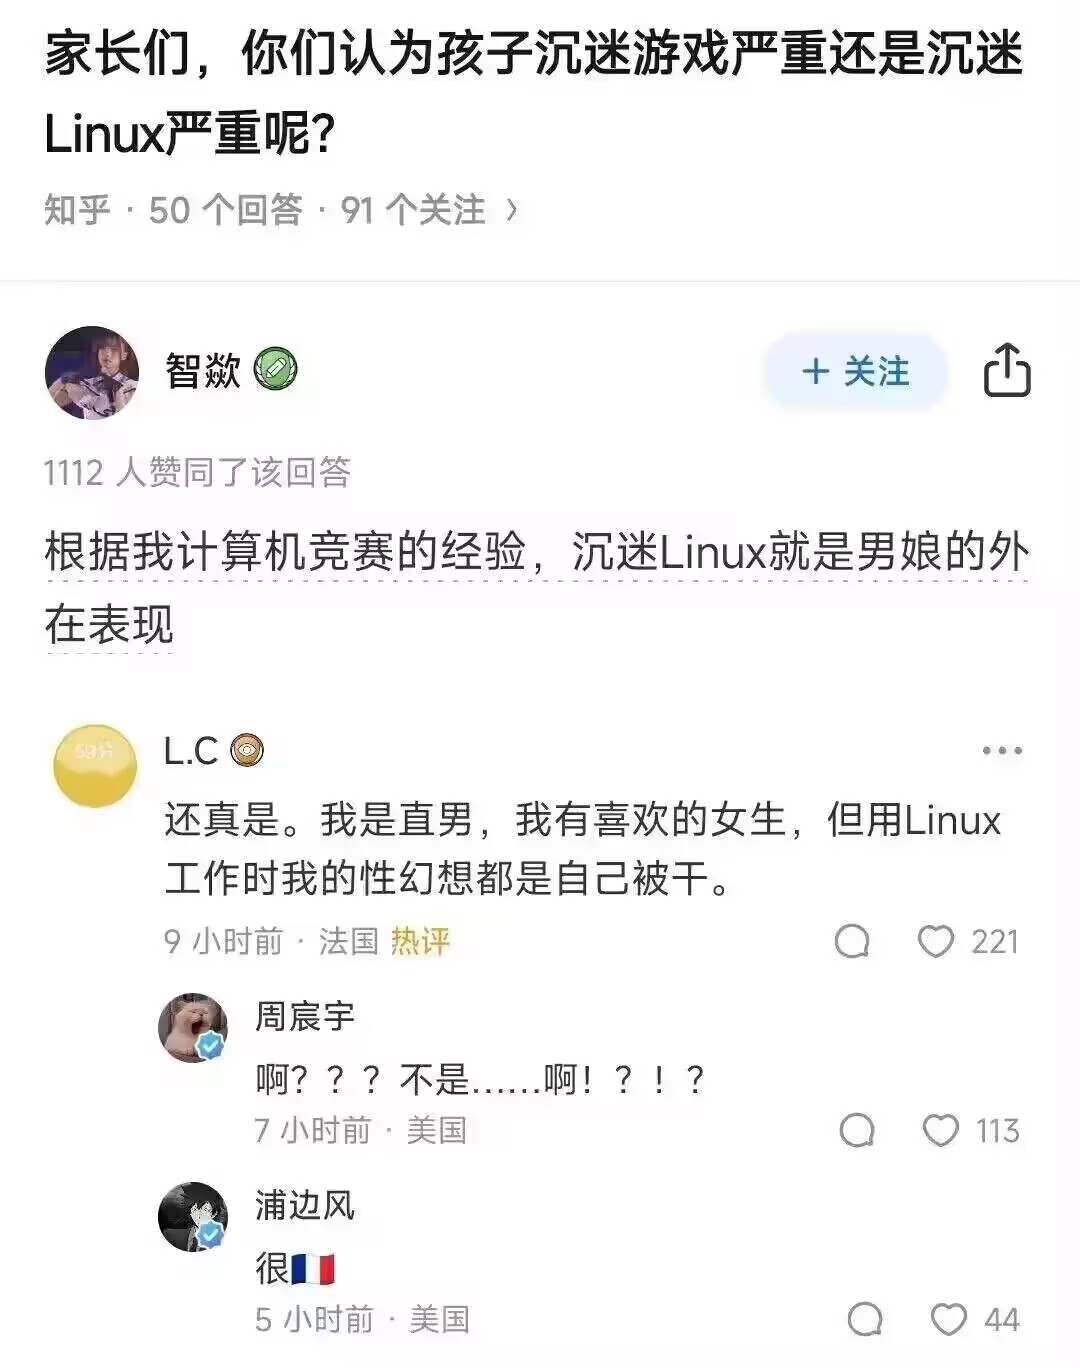 家长们，你们认为孩子沉迷游戏严重还是沉迷
Linux严重呢？
知乎 · 50 个回答 · 91 个关注 >
智歘
+ 关注
1112 人赞同了该回答
根据我计算机竞赛的经验，沉迷Linux就是男娘的外
在表现
59分
L.C
还真是。我是直男，我有喜欢的女生，但用Linux
工作时我的性幻想都是自己被干。
9 小时前 · 法国 热评
221
周宸宇
啊？？？不是……啊！？！？
7 小时前 · 美国
113
浦边风
很🇫🇷
5 小时前 · 美国
44